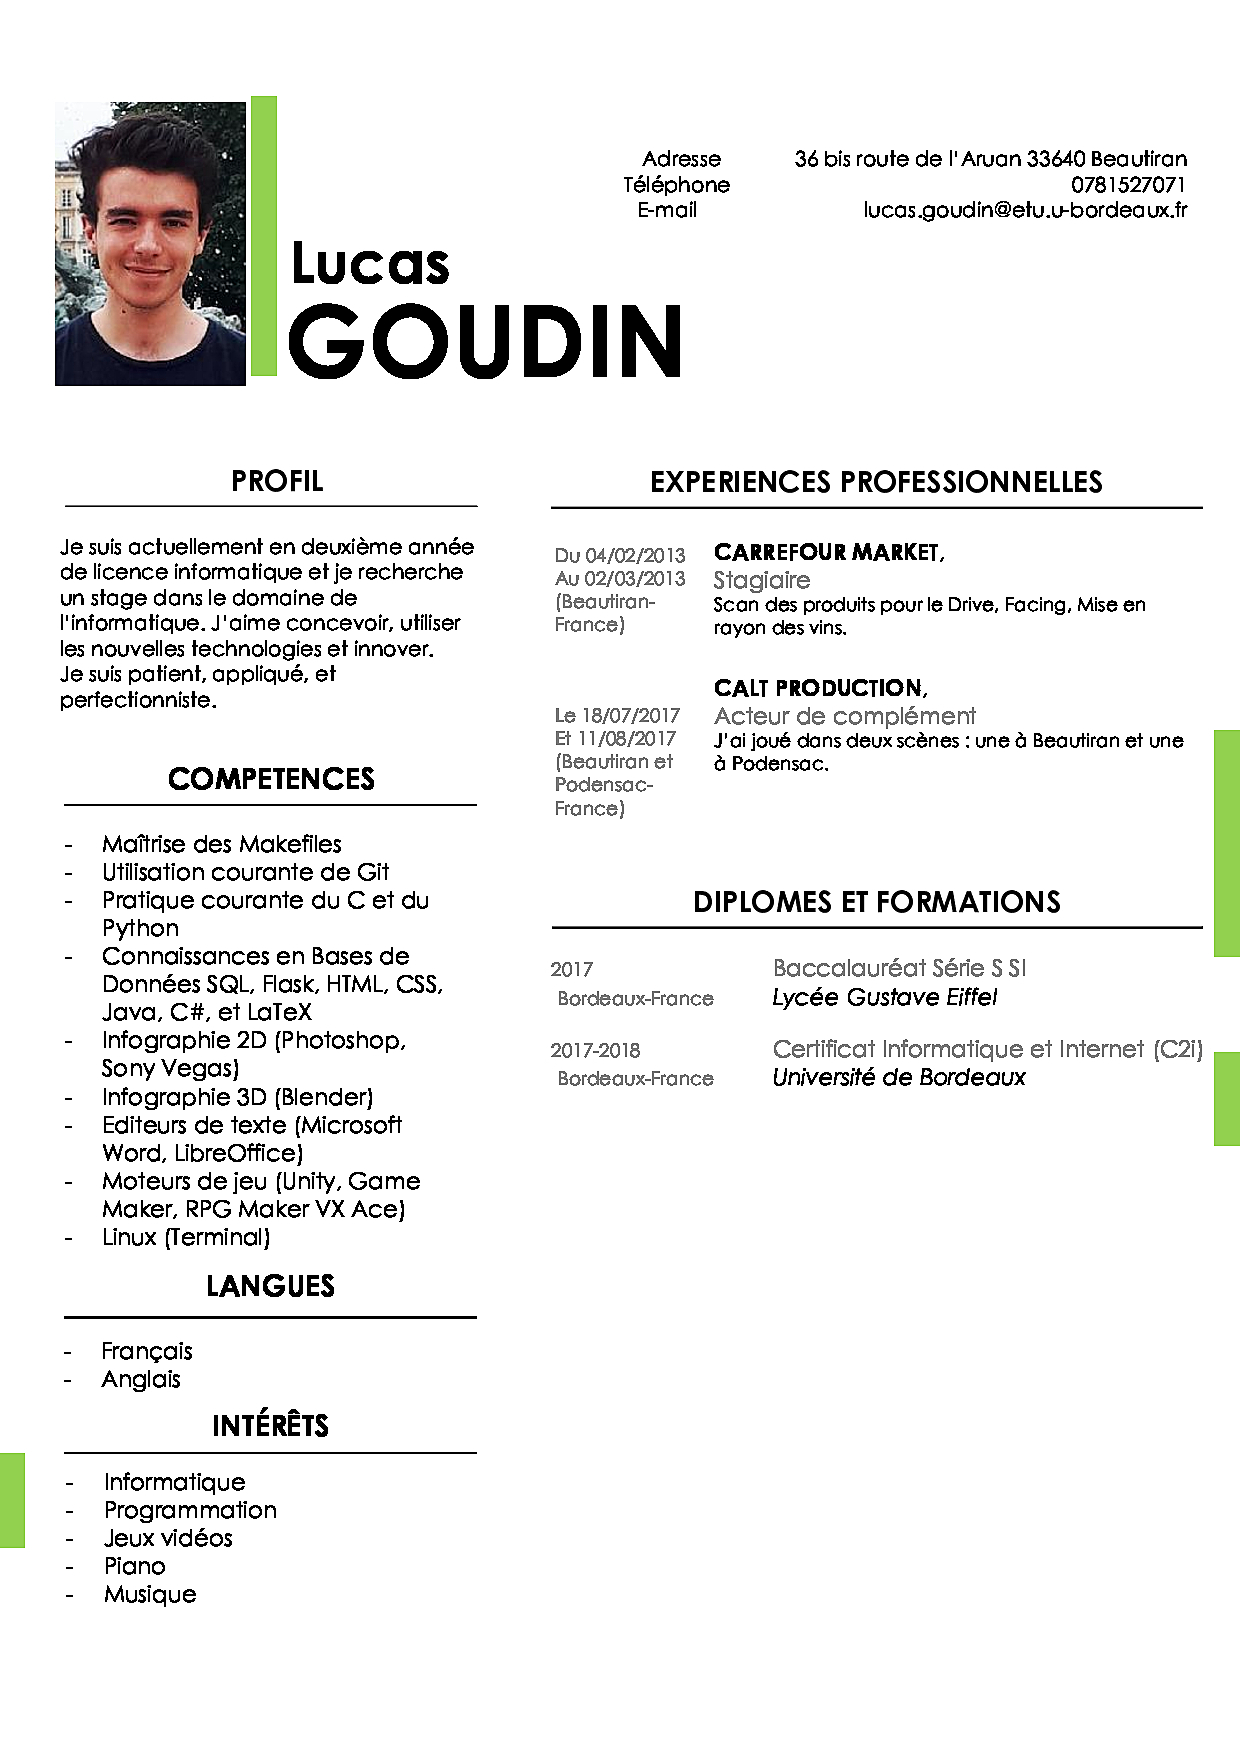 Adresse 36 bis route de l'Aruan 33640 Beautiran
Téléphone 0781527071
E-mail lucas.goudin@etu.u-bordeaux.fr
Lucas
GOUDIN
PROFIL
Je suis actuellement en deuxième année
de licence informatique et je recherche
un stage dans le domaine de
l'informatique. J'aime concevoir, utiliser
les nouvelles technologies et innover.
Je suis patient, appliqué, et
perfectionniste.
COMPETENCES
- Maîtrise des Makefiles
- Utilisation courante de Git
- Pratique courante du C et du
Python
- Connaissances en Bases de
Données SQL, Flask, HTML, CSS,
Java, C#, et LaTeX
- Infographie 2D (Photoshop,
Sony Vegas)
- Infographie 3D (Blender)
- Editeurs de texte (Microsoft
Word, LibreOffice)
- Moteurs de jeu (Unity, Game
Maker, RPG Maker VX Ace)
- Linux (Terminal)
LANGUES
- Français
- Anglais
INTÉRÊTS
- Informatique
- Programmation
- Jeux vidéos
- Piano
- Musique
EXPERIENCES PROFESSIONNELLES
Du 04/02/2013
Au 02/03/2013
(Beautiran-
France)
CARREFOUR MARKET,
Stagiaire
Scan des produits pour le Drive, Facing, Mise en
rayon des vins.
Le 18/07/2017
Et 11/08/2017
(Beautiran et
Podensac-
France)
CALT PRODUCTION,
Acteur de complément
J'ai joué dans deux scènes : une à Beautiran et une
à Podensac.
DIPLOMES ET FORMATIONS
2017 Baccalauréat Série S SI
Bordeaux-France Lycée Gustave Eiffel
2017-2018 Certificat Informatique et Internet (C2i)
Bordeaux-France Université de Bordeaux